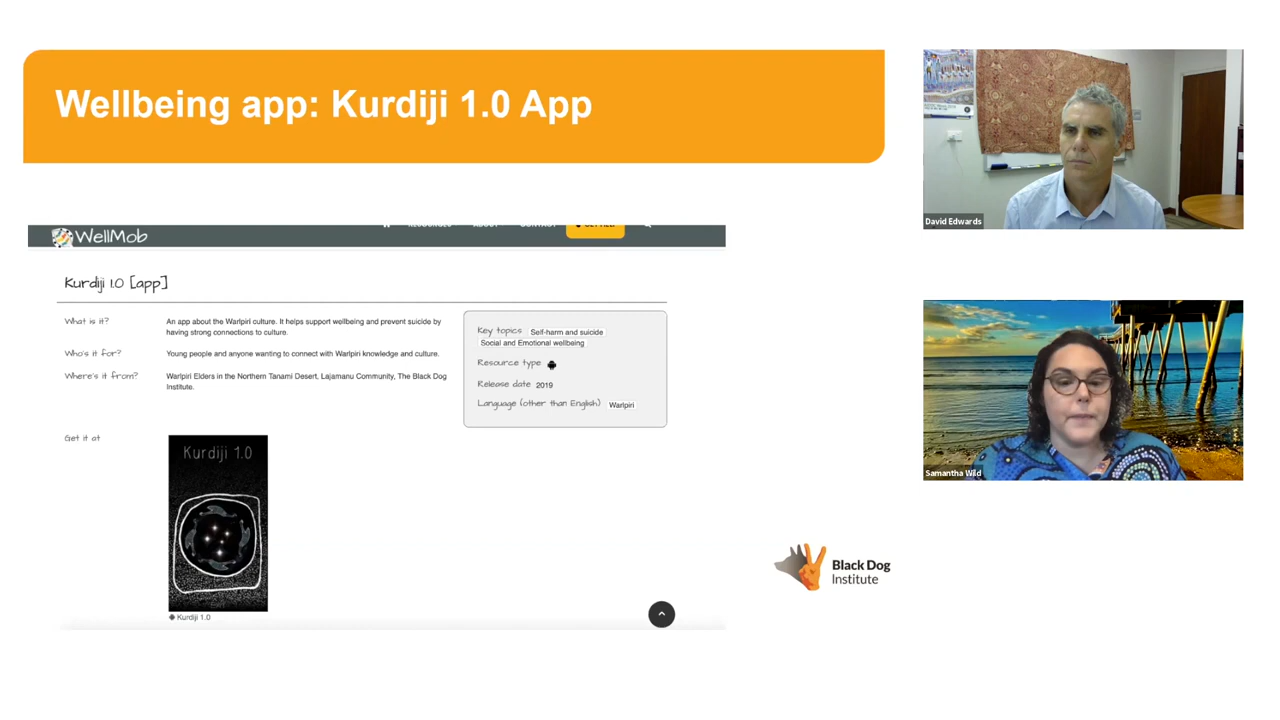 Wellbeing app: Kurdiji 1.0 App
WellMob
RESOURCES ABOUT CONTACT GET HELP
Kurdiji 1.0 [app]
What is it?
An app about the Warlpiri culture. It helps support wellbeing and prevent suicide by
having strong connections to culture.
Who's it for?
Young people and anyone wanting to connect with Warlpiri knowledge and culture.
Where's it from?
Warlpiri Elders in the Northern Tanami Desert, Lajamanu Community, The Black Dog
Institute.
Key topics Self-harm and suicide
Social and Emotional wellbeing
Resource type
Release date 2019
Language (other than English) Warlpiri
Get it at
Kurdiji 1.0
Kurdiji 1.0
Black Dog
Institute
David Edwards
Samantha Wild